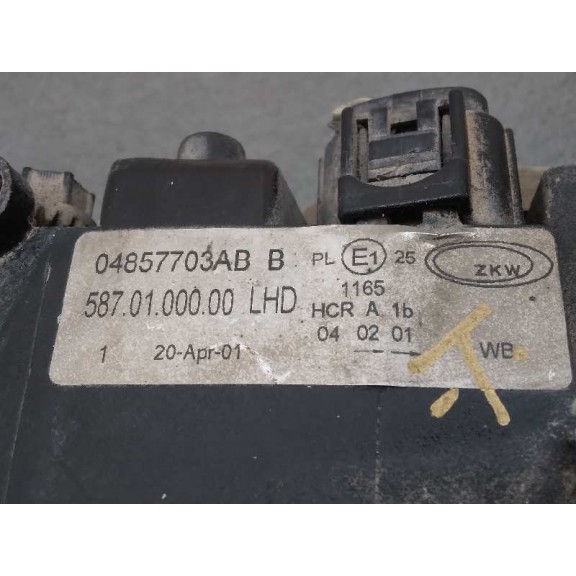 04857703AB B PL E1 25 ZKW
587.01.000.00 LHD 1165
HCR A 1b
04 02 01
1 20-Apr-01 WB